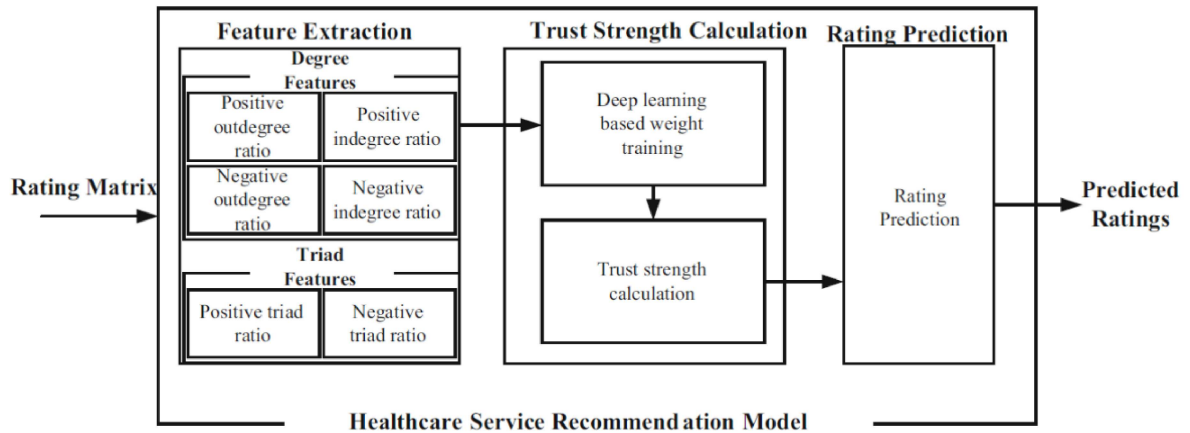 Feature Extraction
Trust Strength Calculation
Rating Prediction
Degree
Features
Positive
outdegree
ratio
Positive
indegree ratio
Negative
outdegree
ratio
Negative
indegree ratio
Triad
Features
Positive triad
ratio
Negative
triad ratio
Deep learning
based weight
training
Trust strength
calculation
Rating
Prediction
Rating Matrix
Predicted
Ratings
Healthcare Service Recommendation Model